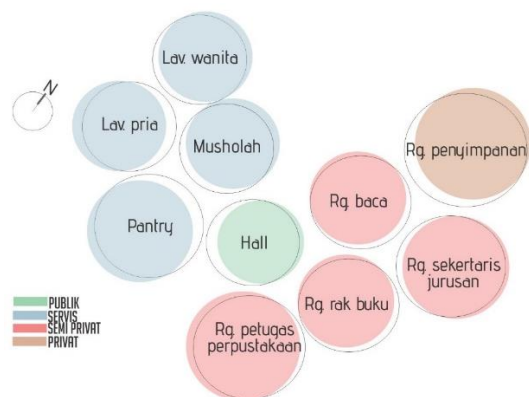 Lav. wanita
N
Lav. pria
Musholah
Rg. penyimpanan
Rg. baca
Pantry
Hall
Rg. sekertaris
jurusan
Rg. rak buku
Rg. petugas
perpustakaan
PUBLIK
SERVIS
SEMI PRIVAT
PRIVAT